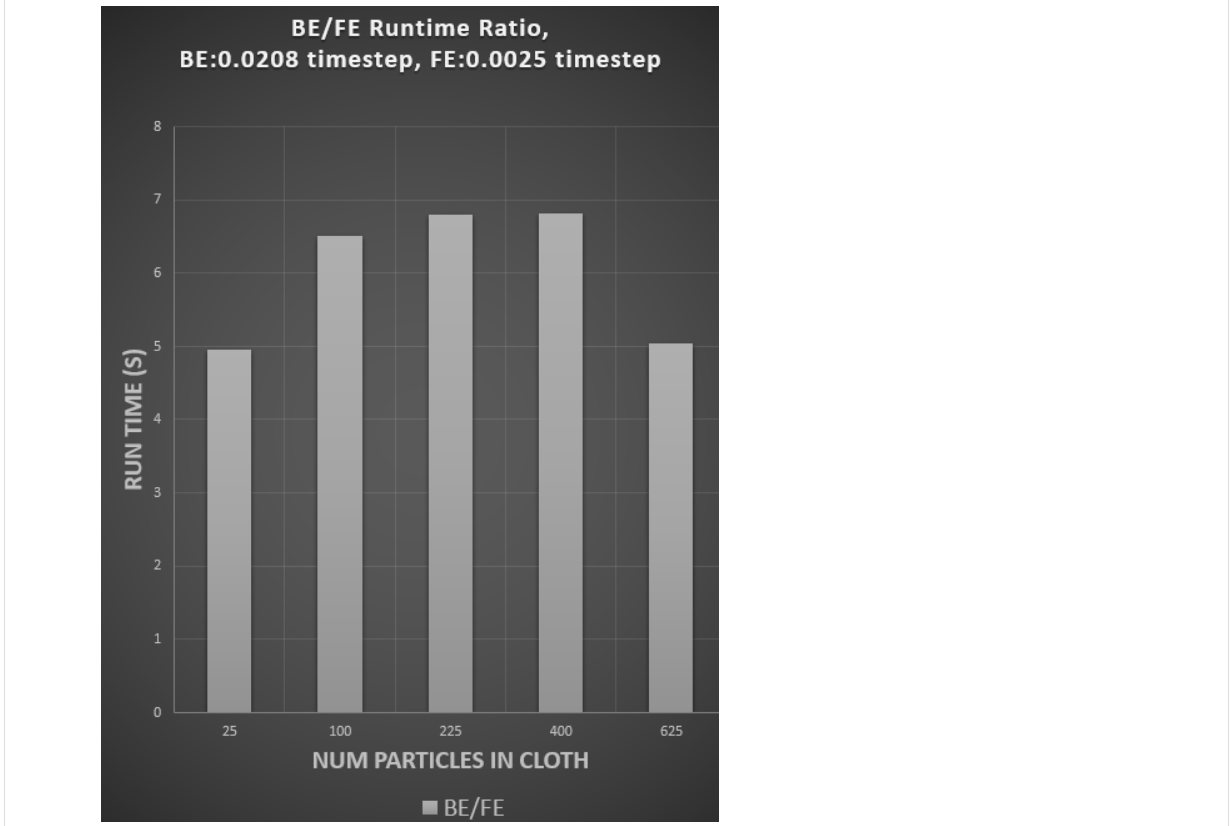 BE/FE Runtime Ratio,
BE:0.0208 timestep, FE:0.0025 timestep
8
7
6
5
4
3
2
1
0
RUN TIME (S)
25 100 225 400 625
NUM PARTICLES IN CLOTH
BE/FE